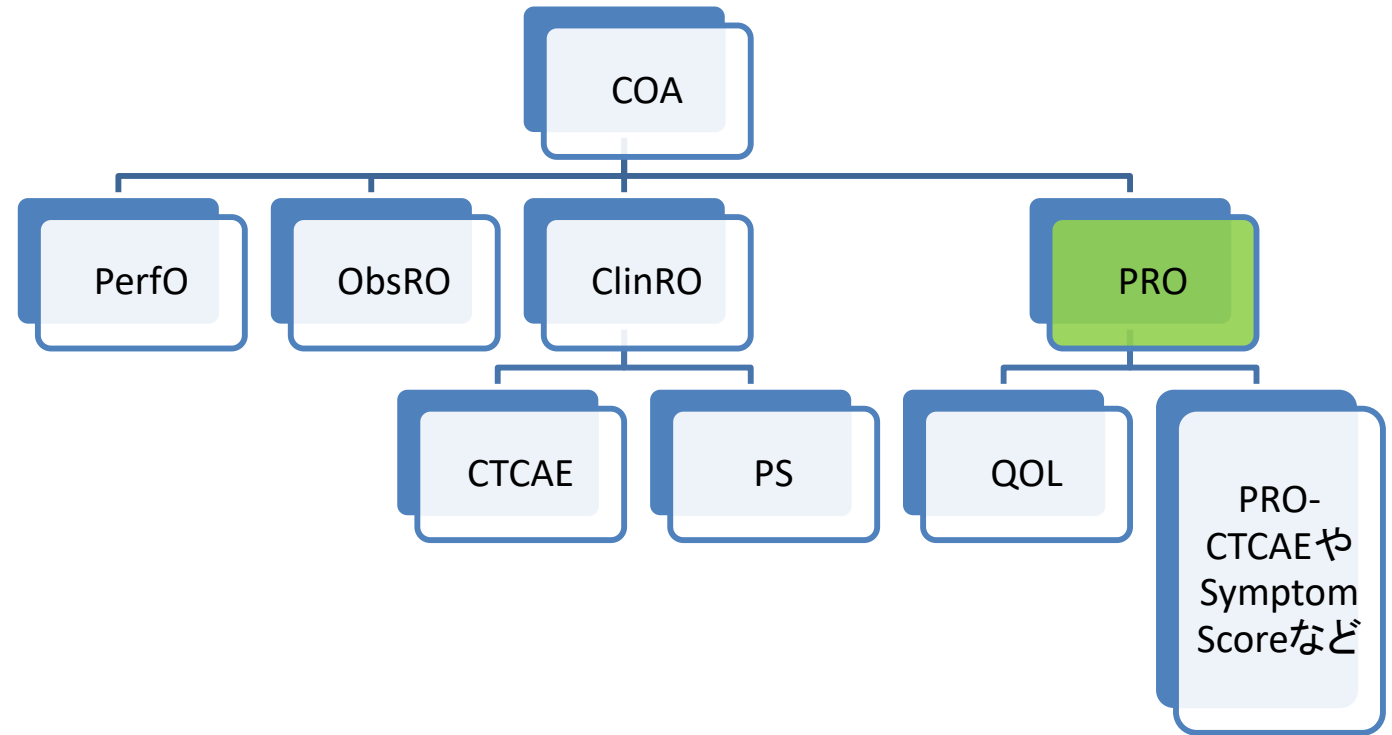 COA
PerfO
ObsRO
ClinRO
PRO
CTCAE
PS
QOL
PRO-
CTCAEや
Symptom
Scoreなど